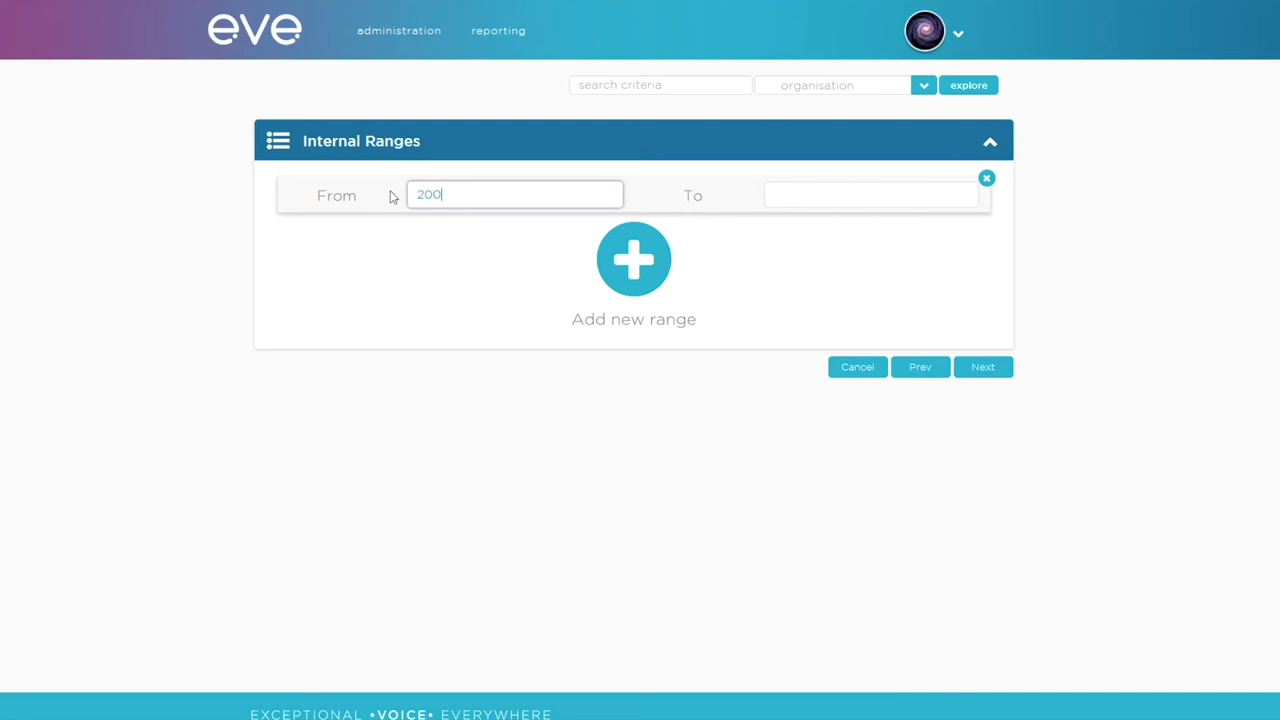 eve administration reporting
search criteria organisation explore
Internal Ranges
From 200 To
Add new range
Cancel Prev Next
EXCEPTIONAL •VOICE• EVERYWHERE